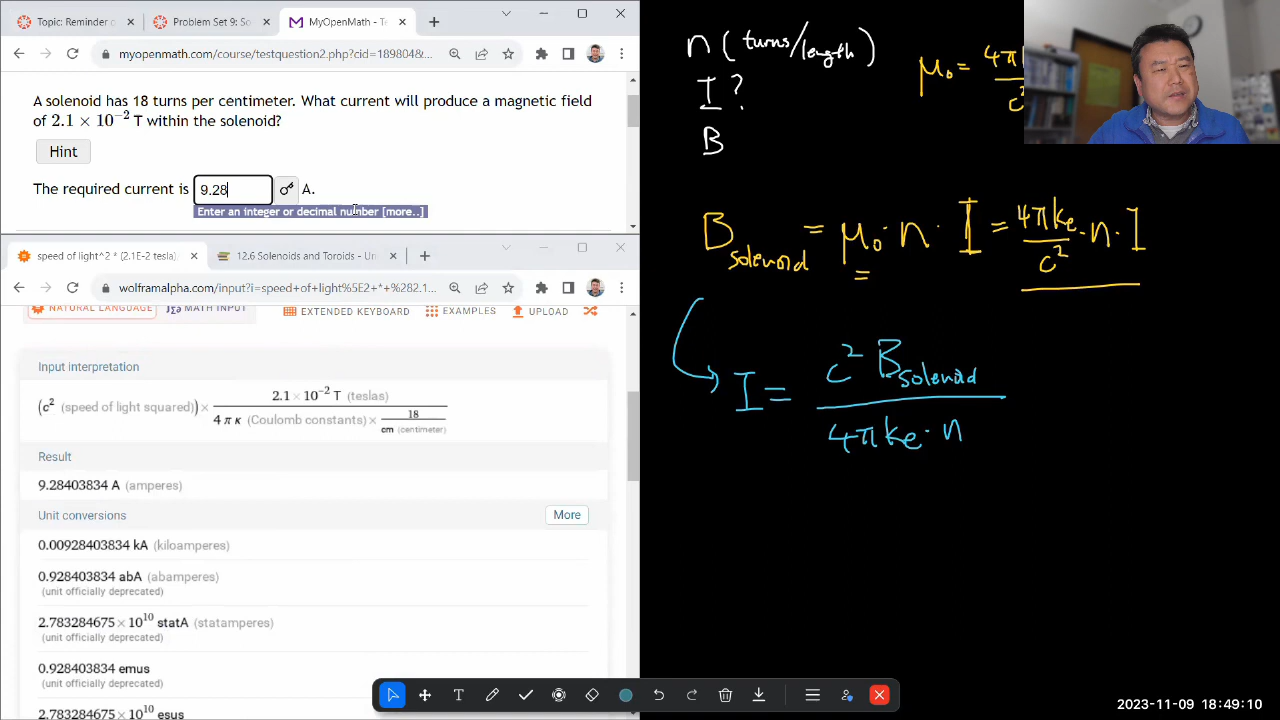 Topic: Reminder o
Problem Set 9: So
MyOpenMath - Te
myopenmath.com/course/testquestion2.php?cid=189804&...
A solenoid has 18 turns per centimeter. What current will produce a magnetic field
of 2.1 × 10⁻² T within the solenoid?
Hint
The required current is 9.28 A.
Enter an integer or decimal number [more..]
speed of light^2 * (2.1E-2 tesla)
12.6 Solenoids and Toroids - Uni
wolframalpha.com/input?i=speed+of+light%5E2+*+%282....
NATURAL LANGUAGE
MATH INPUT
EXTENDED KEYBOARD
EXAMPLES
UPLOAD
Input interpretation
(c² (speed of light squared)) × 2.1 × 10⁻² T (teslas) / 4 π κ (Coulomb constants) × 18 / cm (centimeter)
Result
9.28403834 A (amperes)
Unit conversions
More
0.00928403834 kA (kiloamperes)
0.928403834 abA (abamperes)
(unit officially deprecated)
2.783284675 × 10¹⁰ statA (statamperes)
(unit officially deprecated)
0.928403834 emus
(unit officially deprecated)
2.783284675 × 10¹⁰ esus
n (turns/length)
I ?
B
μ₀ = 4π / c²
B solenoid = μ₀ · n · I = 4πke / c² · n · I
I = c² B solenoid / 4πke · n
2023-11-09 18:49:10